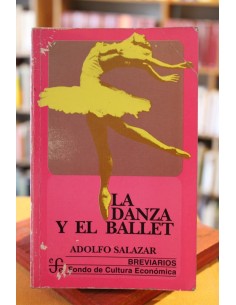 LA
DANZA
Y EL BALLET
ADOLFO SALAZAR
BREVIARIOS
Fondo de Cultura Económica